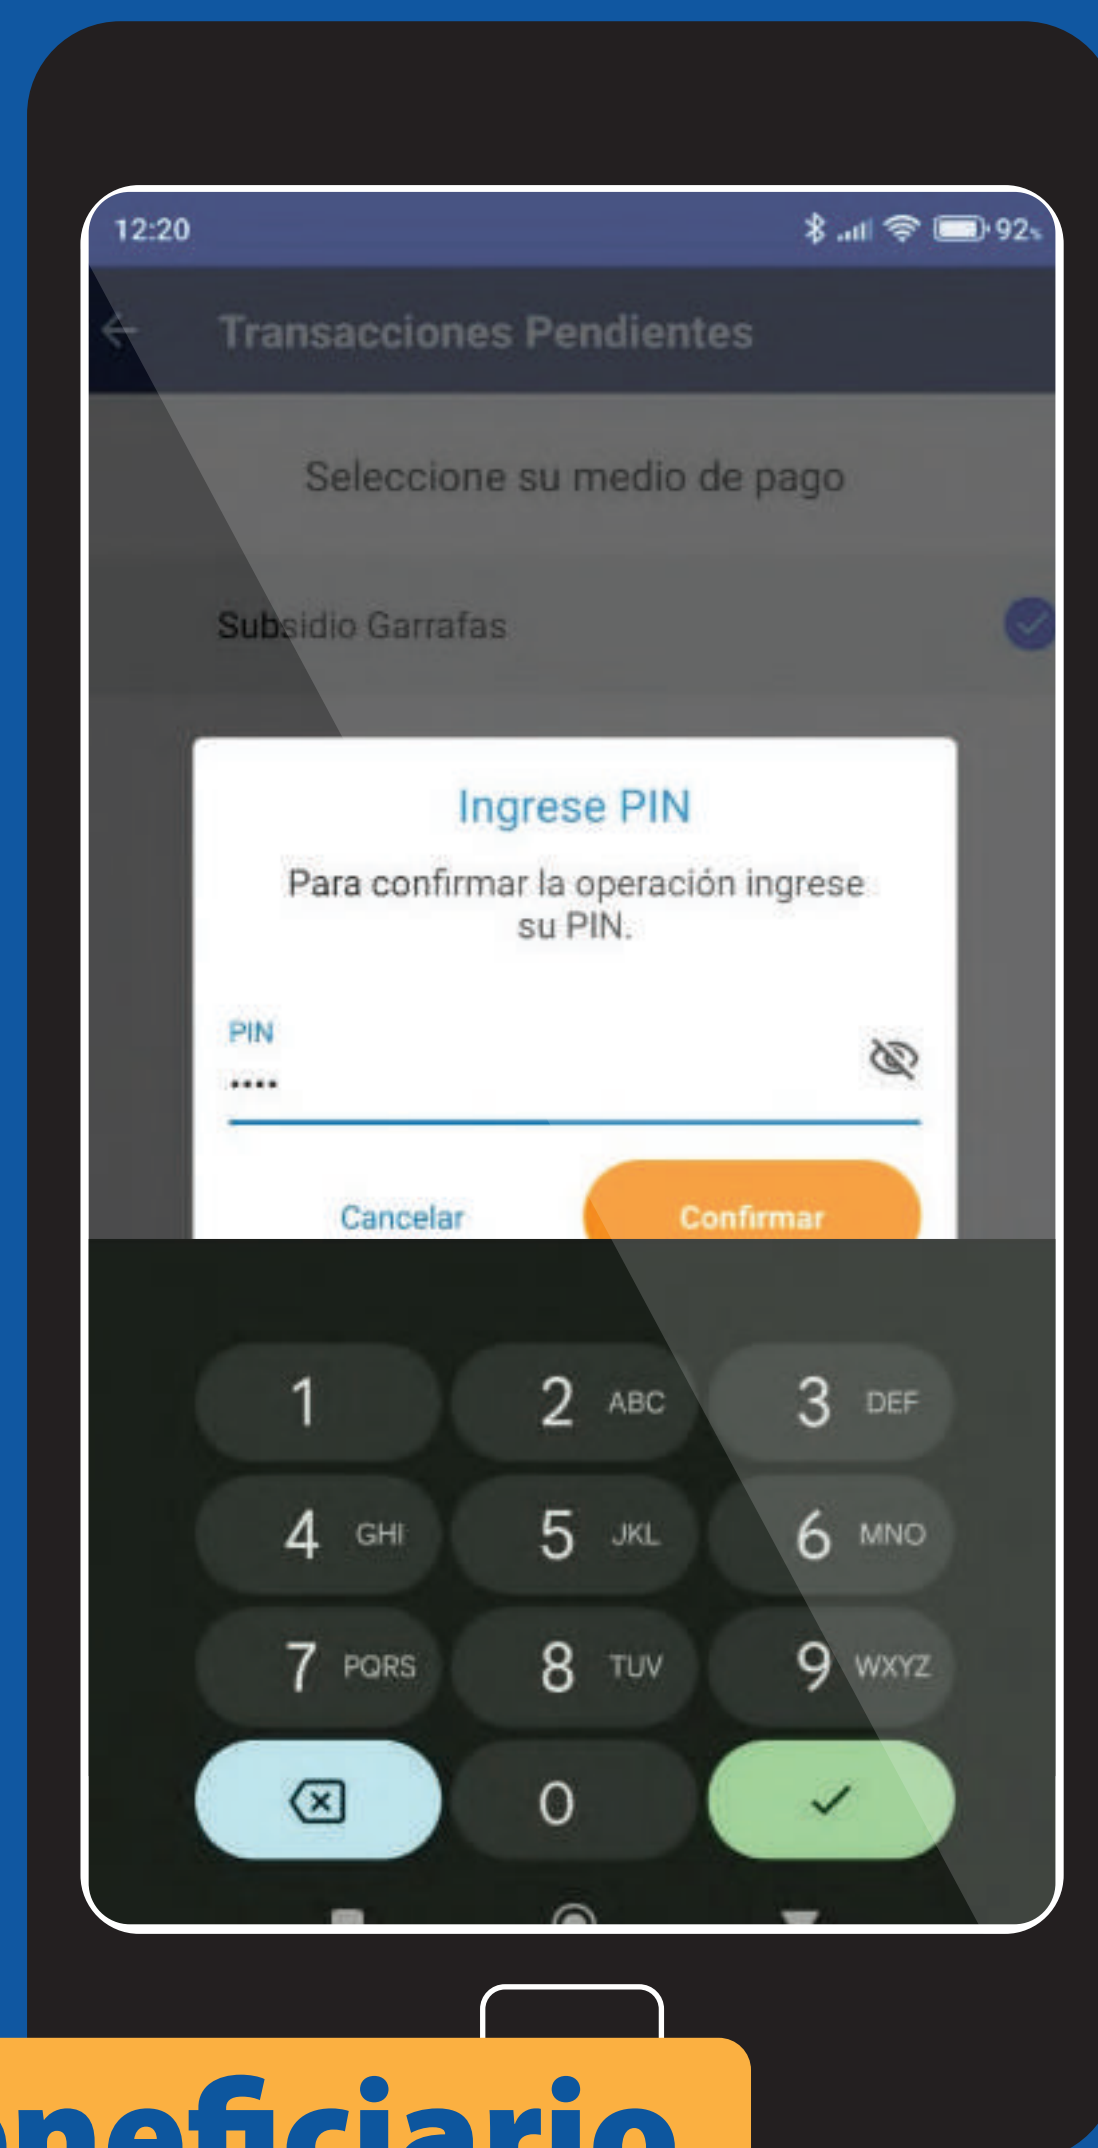 12:20
92%
Transacciones Pendientes
Seleccione su medio de pago
Subsidio Garrafas
Ingrese PIN
Para confirmar la operación ingrese
su PIN.
PIN
••••
Cancelar
Confirmar
1
2 ABC
3 DEF
4 GHI
5 JKL
6 MNO
7 PQRS
8 TUV
9 WXYZ
0
eneficiario